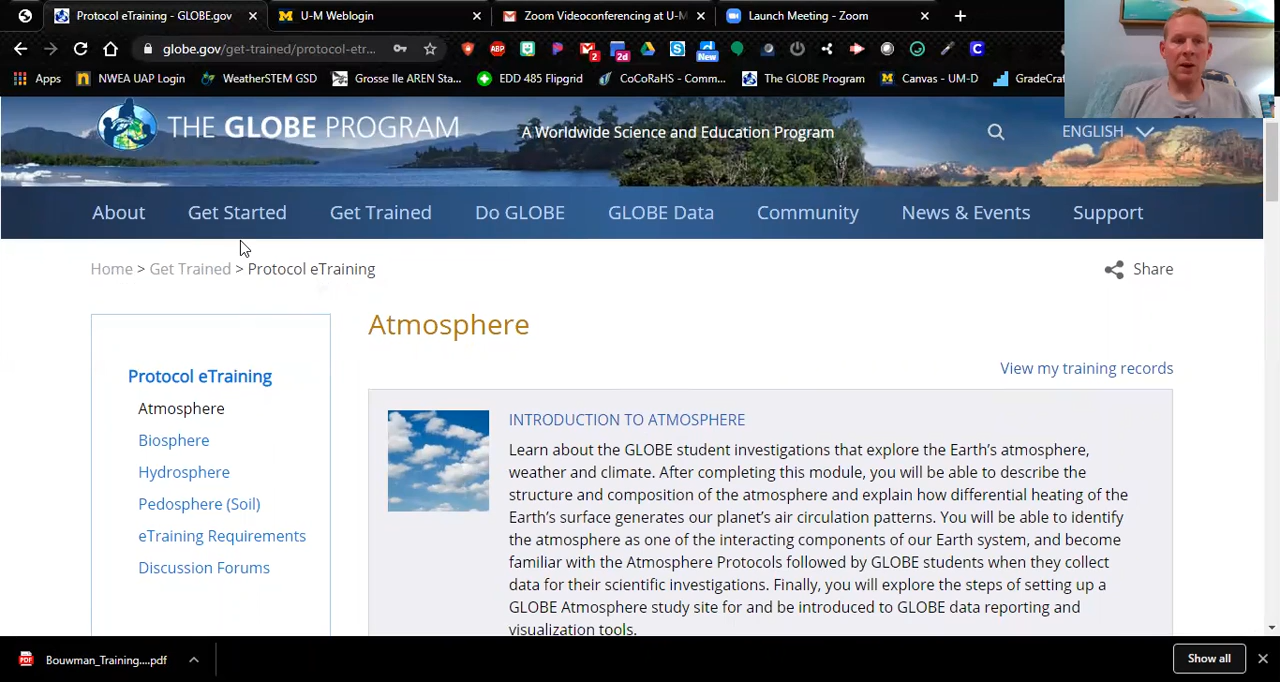 Protocol eTraining - GLOBE.gov
U-M Weblogin
Zoom Videoconferencing at U-M
Launch Meeting - Zoom
globe.gov/get-trained/protocol-etr...
ABP
2
2d
New
Apps
NWEA UAP Login
WeatherSTEM GSD
Grosse Ile AREN Sta...
EDD 485 Flipgrid
CoCoRaHS - Comm...
The GLOBE Program
Canvas - UM-D
GradeCraf
THE GLOBE PROGRAM
A Worldwide Science and Education Program
ENGLISH
About
Get Started
Get Trained
Do GLOBE
GLOBE Data
Community
News & Events
Support
Home > Get Trained > Protocol eTraining
Share
Protocol eTraining
Atmosphere
Biosphere
Hydrosphere
Pedosphere (Soil)
eTraining Requirements
Discussion Forums
Atmosphere
View my training records
INTRODUCTION TO ATMOSPHERE
Learn about the GLOBE student investigations that explore the Earth's atmosphere,
weather and climate. After completing this module, you will be able to describe the
structure and composition of the atmosphere and explain how differential heating of the
Earth's surface generates our planet's air circulation patterns. You will be able to identify
the atmosphere as one of the interacting components of our Earth system, and become
familiar with the Atmosphere Protocols followed by GLOBE students when they collect
data for their scientific investigations. Finally, you will explore the steps of setting up a
GLOBE Atmosphere study site for and be introduced to GLOBE data reporting and
visualization tools.
PDF
Bouwman_Training....pdf
Show all